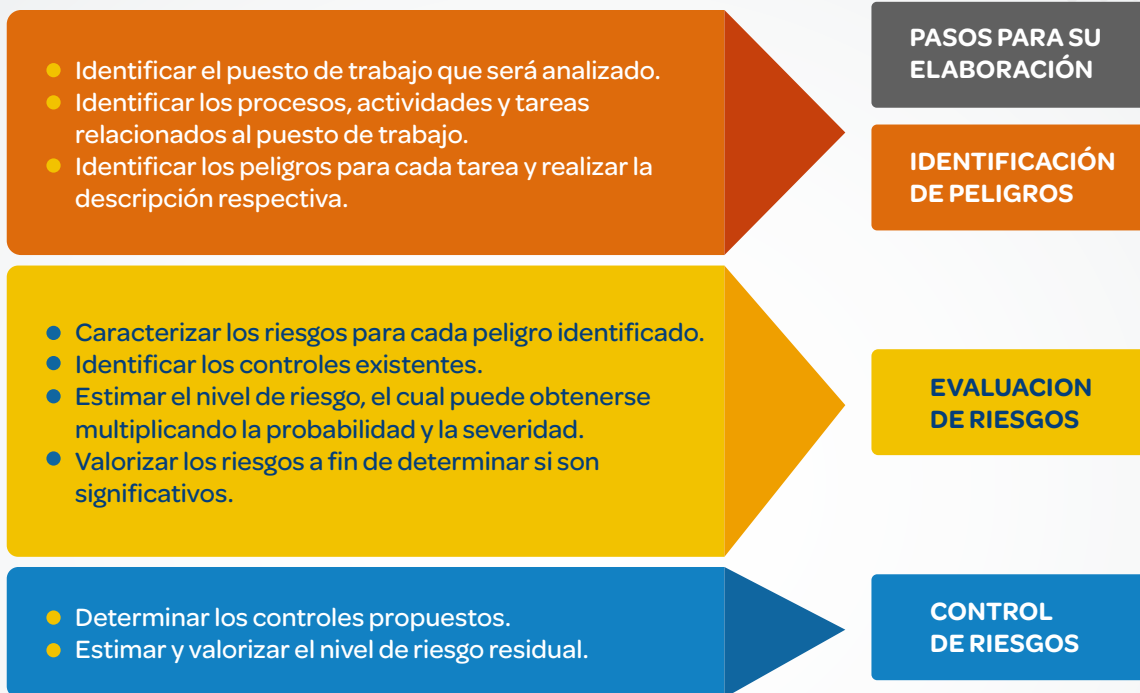 PASOS PARA SU
ELABORACIÓN
Identificar el puesto de trabajo que será analizado.
Identificar los procesos, actividades y tareas
relacionados al puesto de trabajo.
Identificar los peligros para cada tarea y realizar la
descripción respectiva.
IDENTIFICACIÓN
DE PELIGROS
Caracterizar los riesgos para cada peligro identificado.
Identificar los controles existentes.
Estimar el nivel de riesgo, el cual puede obtenerse
multiplicando la probabilidad y la severidad.
Valorizar los riesgos a fin de determinar si son
significativos.
EVALUACION
DE RIESGOS
Determinar los controles propuestos.
Estimar y valorizar el nivel de riesgo residual.
CONTROL
DE RIESGOS